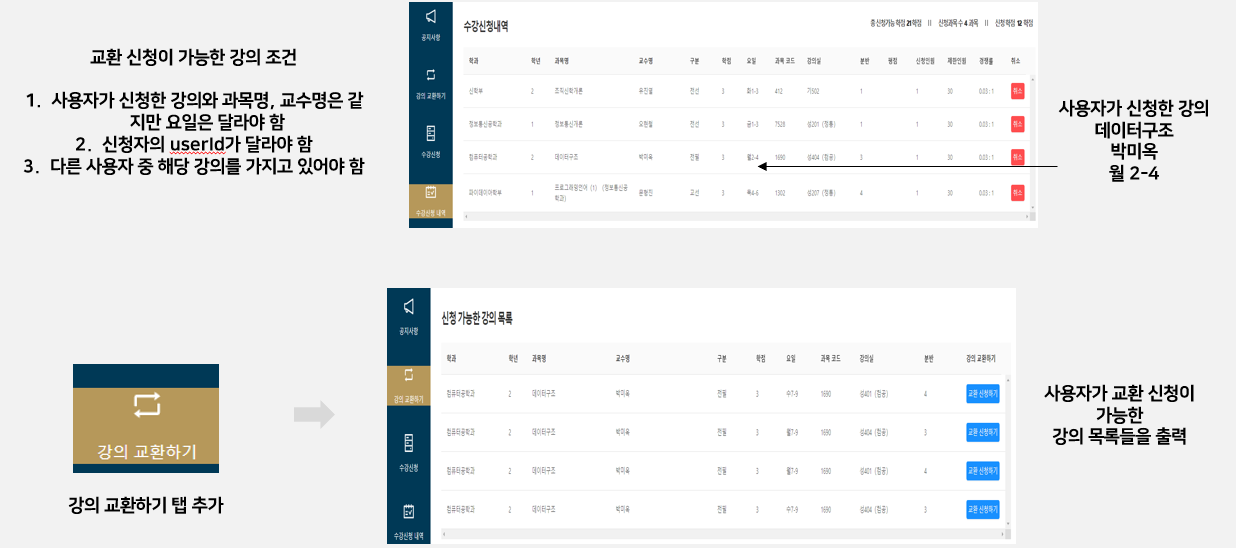 교환 신청이 가능한 강의 조건
1. 사용자가 신청한 강의와 과목명, 교수명은 같
지만 요일은 달라야 함
2. 신청자의 userId가 달라야 함
3. 다른 사용자 중 해당 강의를 가지고 있어야 함
공지사항
강의 교환하기
수강신청
수강신청 내역
수강신청내역
총 신청가능 학점 21학점 II 신청과목 수 4 과목 II 신청 학점 12 학점
학과 학년 과목명 교수명 구분 학점 요일 과목 코드 강의실 분반 평점 신청인원 제한인원 경쟁률 취소
신학부 2 조직신학개론 유진열 전선 3 화1-3 412 기502 1 1 30 0.03 : 1 취소
정보통신공학과 1 정보통신개론 전선 3 금1-3 7528 성201 (정통) 1 1 30 0.03 : 1 취소
컴퓨터공학과 2 데이터구조 박미옥 전필 3 월2-4 1690 성404 (컴공) 3 1 30 0.03 : 1 취소
파이데이아학부 1 프로그래밍언어 (1) (정보통신공
학과) 교선 3 목4-6 1302 성207 (정통) 4 1 30 0.03 : 1 취소
사용자가 신청한 강의
데이터구조
박미옥
월 2-4
강의 교환하기
강의 교환하기 탭 추가
공지사항
강의 교환하기
수강신청
수강신청 내역
신청 가능한 강의 목록
학과 학년 과목명 교수명 구분 학점 요일 과목 코드 강의실 분반 강의 교환하기
컴퓨터공학과 2 데이터구조 박미옥 전필 3 수7-9 1690 성401 (컴공) 4 교환 신청하기
컴퓨터공학과 2 데이터구조 박미옥 전필 3 월7-9 1690 성404 (컴공) 3 교환 신청하기
컴퓨터공학과 2 데이터구조 박미옥 전필 3 월7-9 1690 성401 (컴공) 4 교환 신청하기
컴퓨터공학과 2 데이터구조 박미옥 전필 3 수7-9 1690 성404 (컴공) 3 교환 신청하기
사용자가 교환 신청이
가능한
강의 목록들을 출력